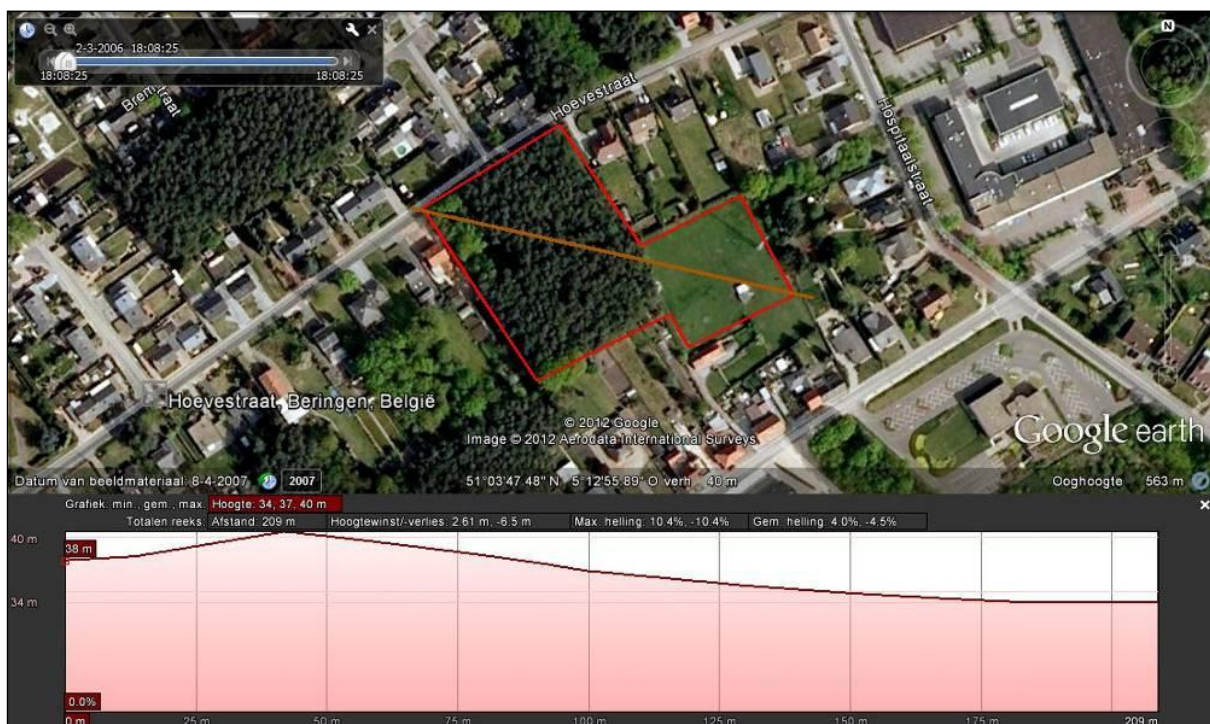 2-3-2006 18:08:25
18:08:25 18:08:25
N
Hoevestraat
Hospitaalstraat
Hoevestraat, Beringen, België
© 2012 Google
Image © 2012 Aerodata International Surveys
Google earth
Datum van beeldmateriaal 8-4-2007 2007 51°03'47.48" N 5°12'55.89" O verh. 40 m Ooghoogte 563 m
Grafiek: min., gem., max. Hoogte: 34, 37, 40 m
Totalen reeks: Afstand: 209 m Hoogtewinst/-verlies: 2.61 m, -6.5 m Max. helling: 10.4%, -10.4% Gem. helling: 4.0%, -4.5%
40 m
38 m
34 m
0.0%
0 m 25 m 50 m 75 m 100 m 125 m 150 m 175 m 209 m